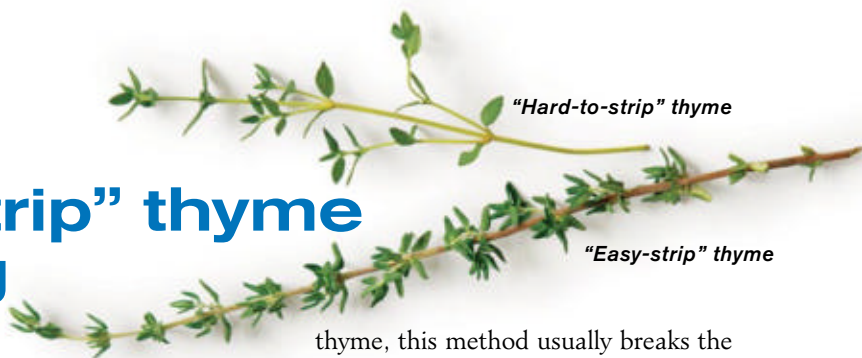 “Hard-to-strip” thyme
trip” thyme
“Easy-strip” thyme
thyme, this method usually breaks the